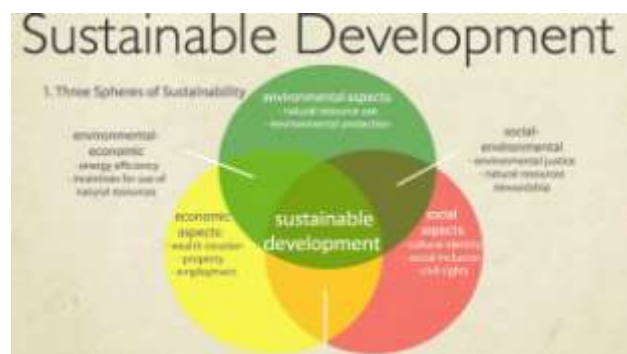 Sustainable Development
1. Three Spheres of Sustainability
environmental aspects
- natural resource use
- environmental protection
environmental-
economic
- energy efficiency
- incentives for use of
natural resources
social-
environmental
- environmental justice
- natural resources
stewardship
economic
aspects
- wealth creation
- property
- employment
sustainable
development
social
aspects
- cultural identity
- social inclusion
- civil rights